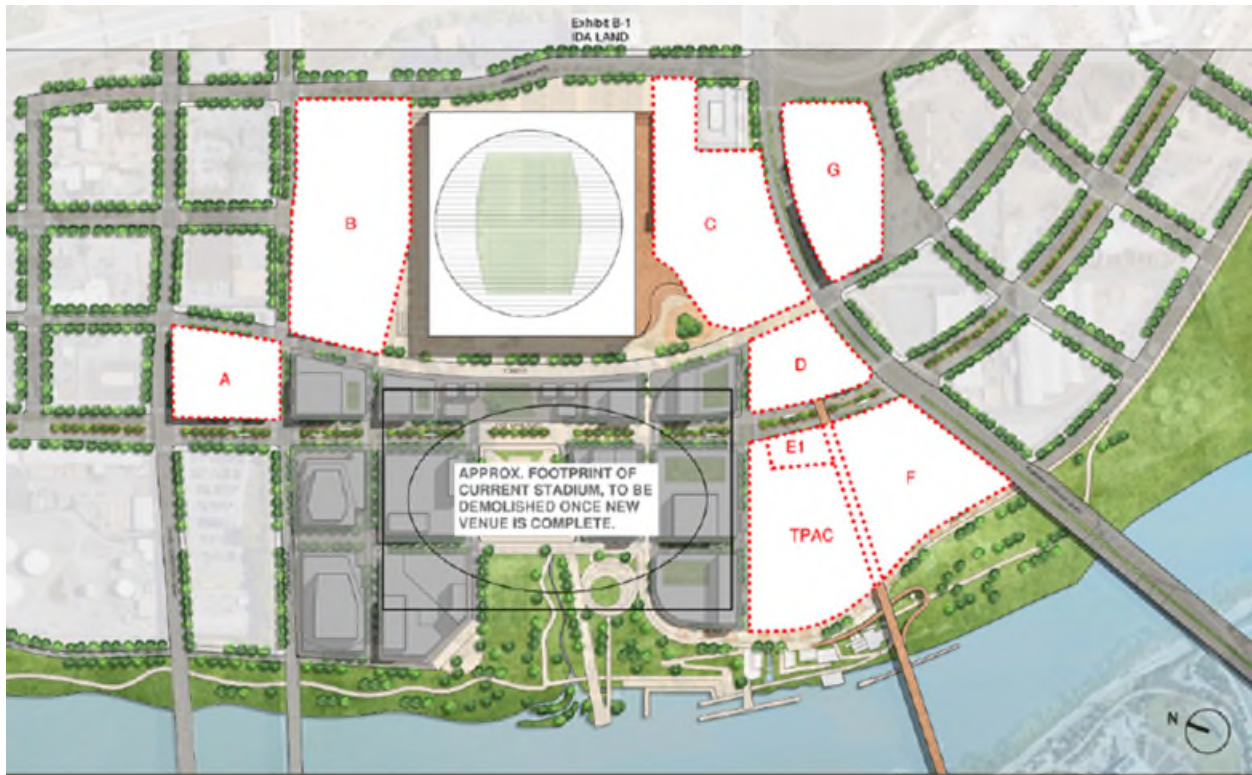 Exhibit B-1
IDA LAND
B
G
C
A
D
E1
F
APPROX. FOOTPRINT OF
CURRENT STADIUM, TO BE
DEMOLISHED ONCE NEW
VENUE IS COMPLETE.
TPAC
N